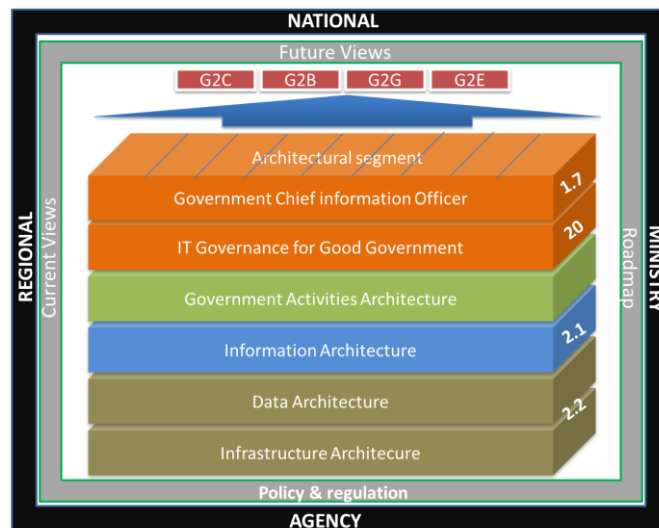 NATIONAL
Future Views
G2C G2B G2G G2E
Architectural segment
Government Chief information Officer
1.7
IT Governance for Good Government
20
Government Activities Architecture
Information Architecture
2.1
Data Architecture
2.2
Infrastructure Architecure
REGIONAL
Current Views
Roadmap
MINISTRY
Policy & regulation
AGENCY